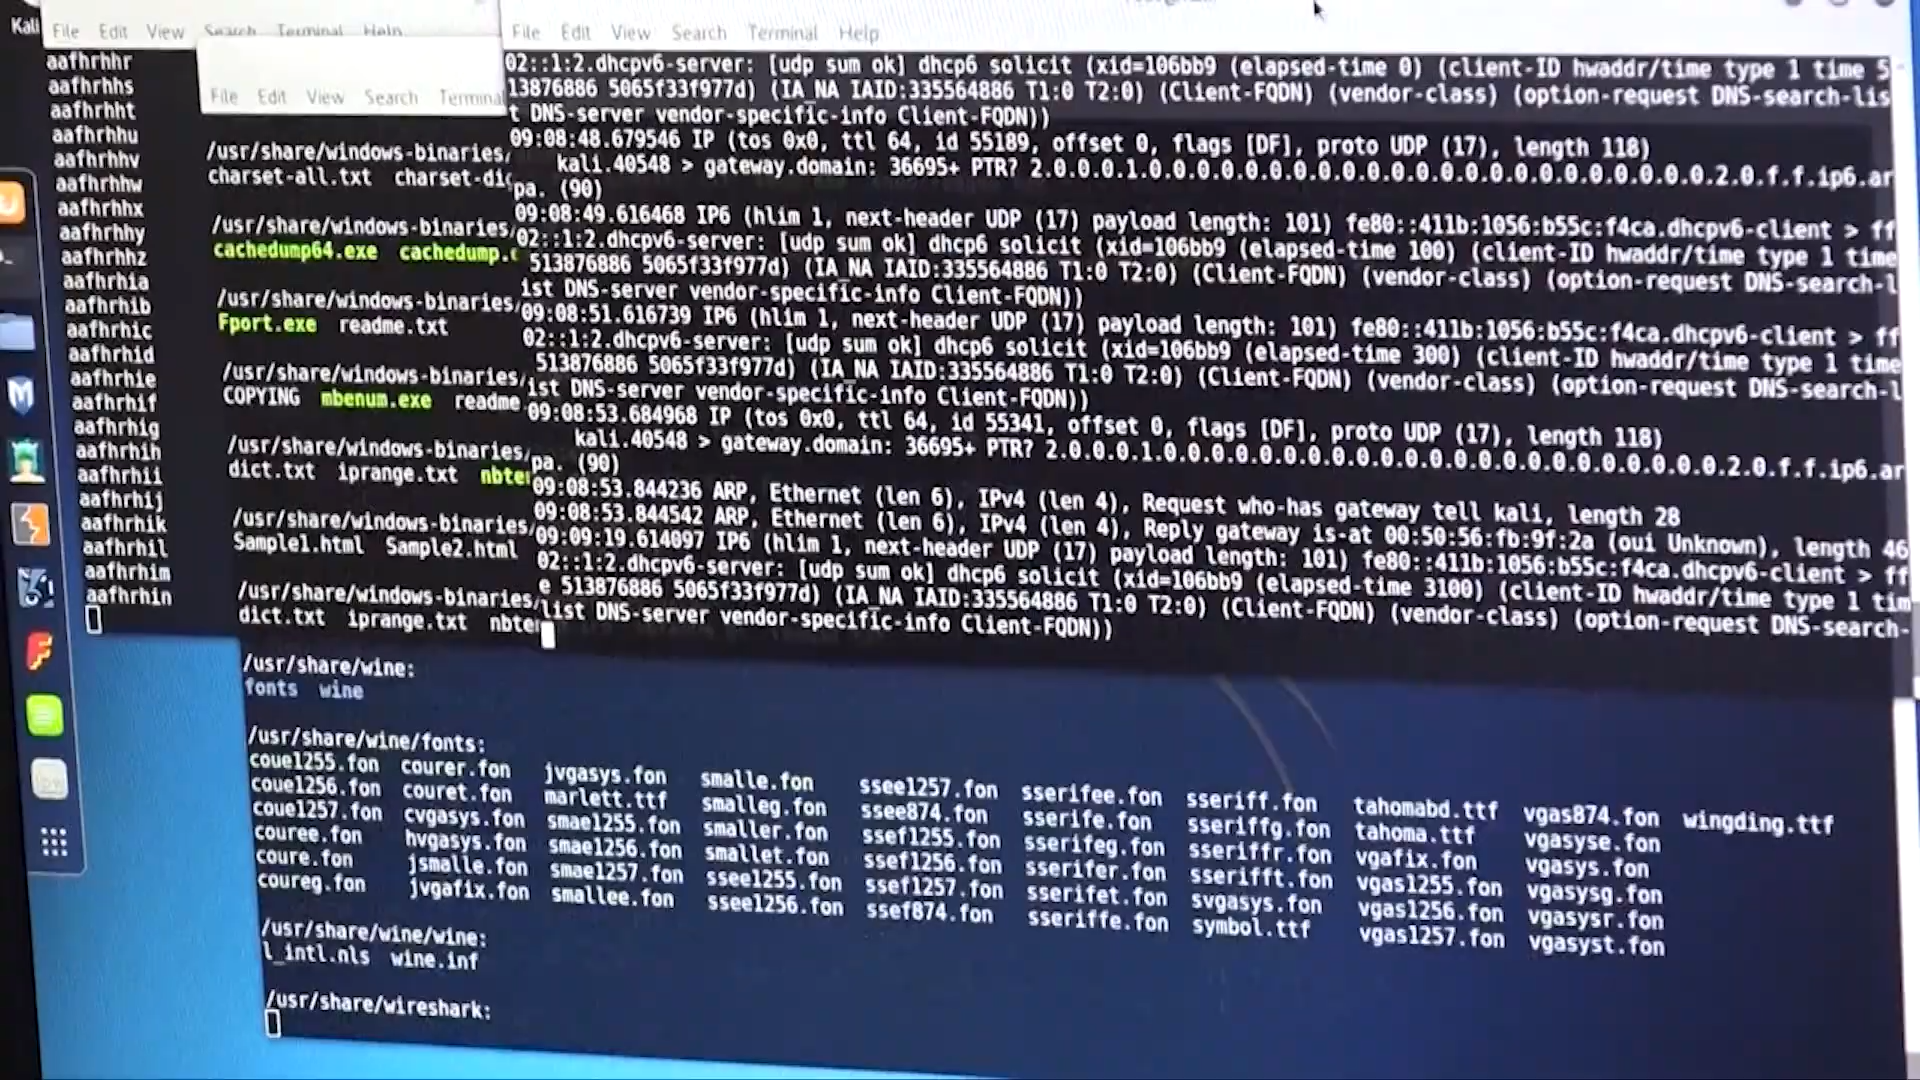 Kali
File Edit View Search Terminal Help
aafhrhhr
aafhrhhs
aafhrhht
aafhrhhu
aafhrhhv
aafhrhhw
aafhrhhx
aafhrhhy
aafhrhhz
aafhrhia
aafhrhib
aafhrhic
aafhrhid
aafhrhie
aafhrhif
aafhrhig
aafhrhih
aafhrhii
aafhrhij
aafhrhik
aafhrhil
aafhrhim
aafhrhin
File Edit View Search Terminal
/usr/share/windows-binaries/
charset-all.txt charset-dic
/usr/share/windows-binaries/
cachedump64.exe cachedump.
/usr/share/windows-binaries/
Fport.exe readme.txt
/usr/share/windows-binaries/
COPYING mbenum.exe readme
/usr/share/windows-binaries/
dict.txt iprange.txt nbte
/usr/share/windows-binaries/
Sample1.html Sample2.html
/usr/share/windows-binaries/
dict.txt iprange.txt nbte
/usr/share/wine:
fonts wine
/usr/share/wine/fonts:
coue1255.fon courer.fon jvgasys.fon smalle.fon ssee1257.fon sserifee.fon sseriff.fon tahomabd.ttf vgas874.fon wingding.ttf
coue1256.fon couret.fon marlett.ttf smalleg.fon ssee874.fon sserife.fon sseriffg.fon tahoma.ttf vgasyse.fon
coue1257.fon cvgasys.fon smae1255.fon smaller.fon ssef1255.fon sserifeg.fon sseriffr.fon vgafix.fon vgasys.fon
couree.fon hvgasys.fon smae1256.fon smallet.fon ssef1256.fon sserifer.fon sserifft.fon vgas1255.fon vgasysg.fon
coure.fon jsmalle.fon smae1257.fon ssee1255.fon ssef1257.fon sserifet.fon svgasys.fon vgas1256.fon vgasysr.fon
coureg.fon jvgafix.fon smallee.fon ssee1256.fon ssef874.fon sseriffe.fon symbol.ttf vgas1257.fon vgasyst.fon
/usr/share/wine/wine:
l_intl.nls wine.inf
/usr/share/wireshark:
File Edit View Search Terminal Help
02::1:2.dhcpv6-server: [udp sum ok] dhcp6 solicit (xid=106bb9 (elapsed-time 0) (client-ID hwaddr/time type 1 time 5
13876886 5065f33f977d) (IA_NA IAID:335564886 T1:0 T2:0) (Client-FQDN) (vendor-class) (option-request DNS-search-lis
t DNS-server vendor-specific-info Client-FQDN))
09:08:48.679546 IP (tos 0x0, ttl 64, id 55189, offset 0, flags [DF], proto UDP (17), length 118)
kali.40548 > gateway.domain: 36695+ PTR? 2.0.0.0.1.0.0.0.0.0.0.0.0.0.0.0.0.0.0.0.0.0.0.0.0.0.0.0.2.0.f.f.ip6.ar
pa. (90)
09:08:49.616468 IP6 (hlim 1, next-header UDP (17) payload length: 101) fe80::411b:1056:b55c:f4ca.dhcpv6-client > ff
02::1:2.dhcpv6-server: [udp sum ok] dhcp6 solicit (xid=106bb9 (elapsed-time 100) (client-ID hwaddr/time type 1 time
513876886 5065f33f977d) (IA_NA IAID:335564886 T1:0 T2:0) (Client-FQDN) (vendor-class) (option-request DNS-search-l
ist DNS-server vendor-specific-info Client-FQDN))
09:08:51.616739 IP6 (hlim 1, next-header UDP (17) payload length: 101) fe80::411b:1056:b55c:f4ca.dhcpv6-client > ff
02::1:2.dhcpv6-server: [udp sum ok] dhcp6 solicit (xid=106bb9 (elapsed-time 300) (client-ID hwaddr/time type 1 time
513876886 5065f33f977d) (IA_NA IAID:335564886 T1:0 T2:0) (Client-FQDN) (vendor-class) (option-request DNS-search-l
ist DNS-server vendor-specific-info Client-FQDN))
09:08:53.684968 IP (tos 0x0, ttl 64, id 55341, offset 0, flags [DF], proto UDP (17), length 118)
kali.40548 > gateway.domain: 36695+ PTR? 2.0.0.0.1.0.0.0.0.0.0.0.0.0.0.0.0.0.0.0.0.0.0.0.0.0.0.0.2.0.f.f.ip6.ar
pa. (90)
09:08:53.844236 ARP, Ethernet (len 6), IPv4 (len 4), Request who-has gateway tell kali, length 28
09:08:53.844542 ARP, Ethernet (len 6), IPv4 (len 4), Reply gateway is-at 00:50:56:fb:9f:2a (oui Unknown), length 46
09:09:19.614097 IP6 (hlim 1, next-header UDP (17) payload length: 101) fe80::411b:1056:b55c:f4ca.dhcpv6-client > ff
02::1:2.dhcpv6-server: [udp sum ok] dhcp6 solicit (xid=106bb9 (elapsed-time 3100) (client-ID hwaddr/time type 1 tim
e 513876886 5065f33f977d) (IA_NA IAID:335564886 T1:0 T2:0) (Client-FQDN) (vendor-class) (option-request DNS-search-
list DNS-server vendor-specific-info Client-FQDN))